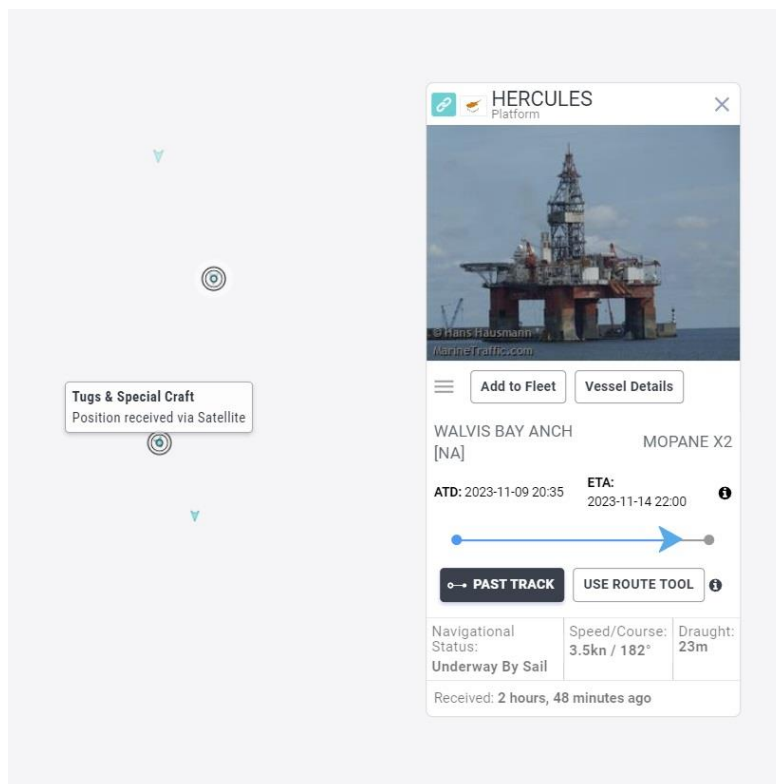 HERCULES
Platform
© Hans Hausmann
MarineTraffic.com
Add to Fleet
Vessel Details
Tugs & Special Craft
Position received via Satellite
WALVIS BAY ANCH
[NA]
MOPANE X2
ATD: 2023-11-09 20:35
ETA:
2023-11-14 22:00
PAST TRACK
USE ROUTE TOOL
Navigational
Status:
Underway By Sail
Speed/Course:
3.5kn / 182°
Draught:
23m
Received: 2 hours, 48 minutes ago